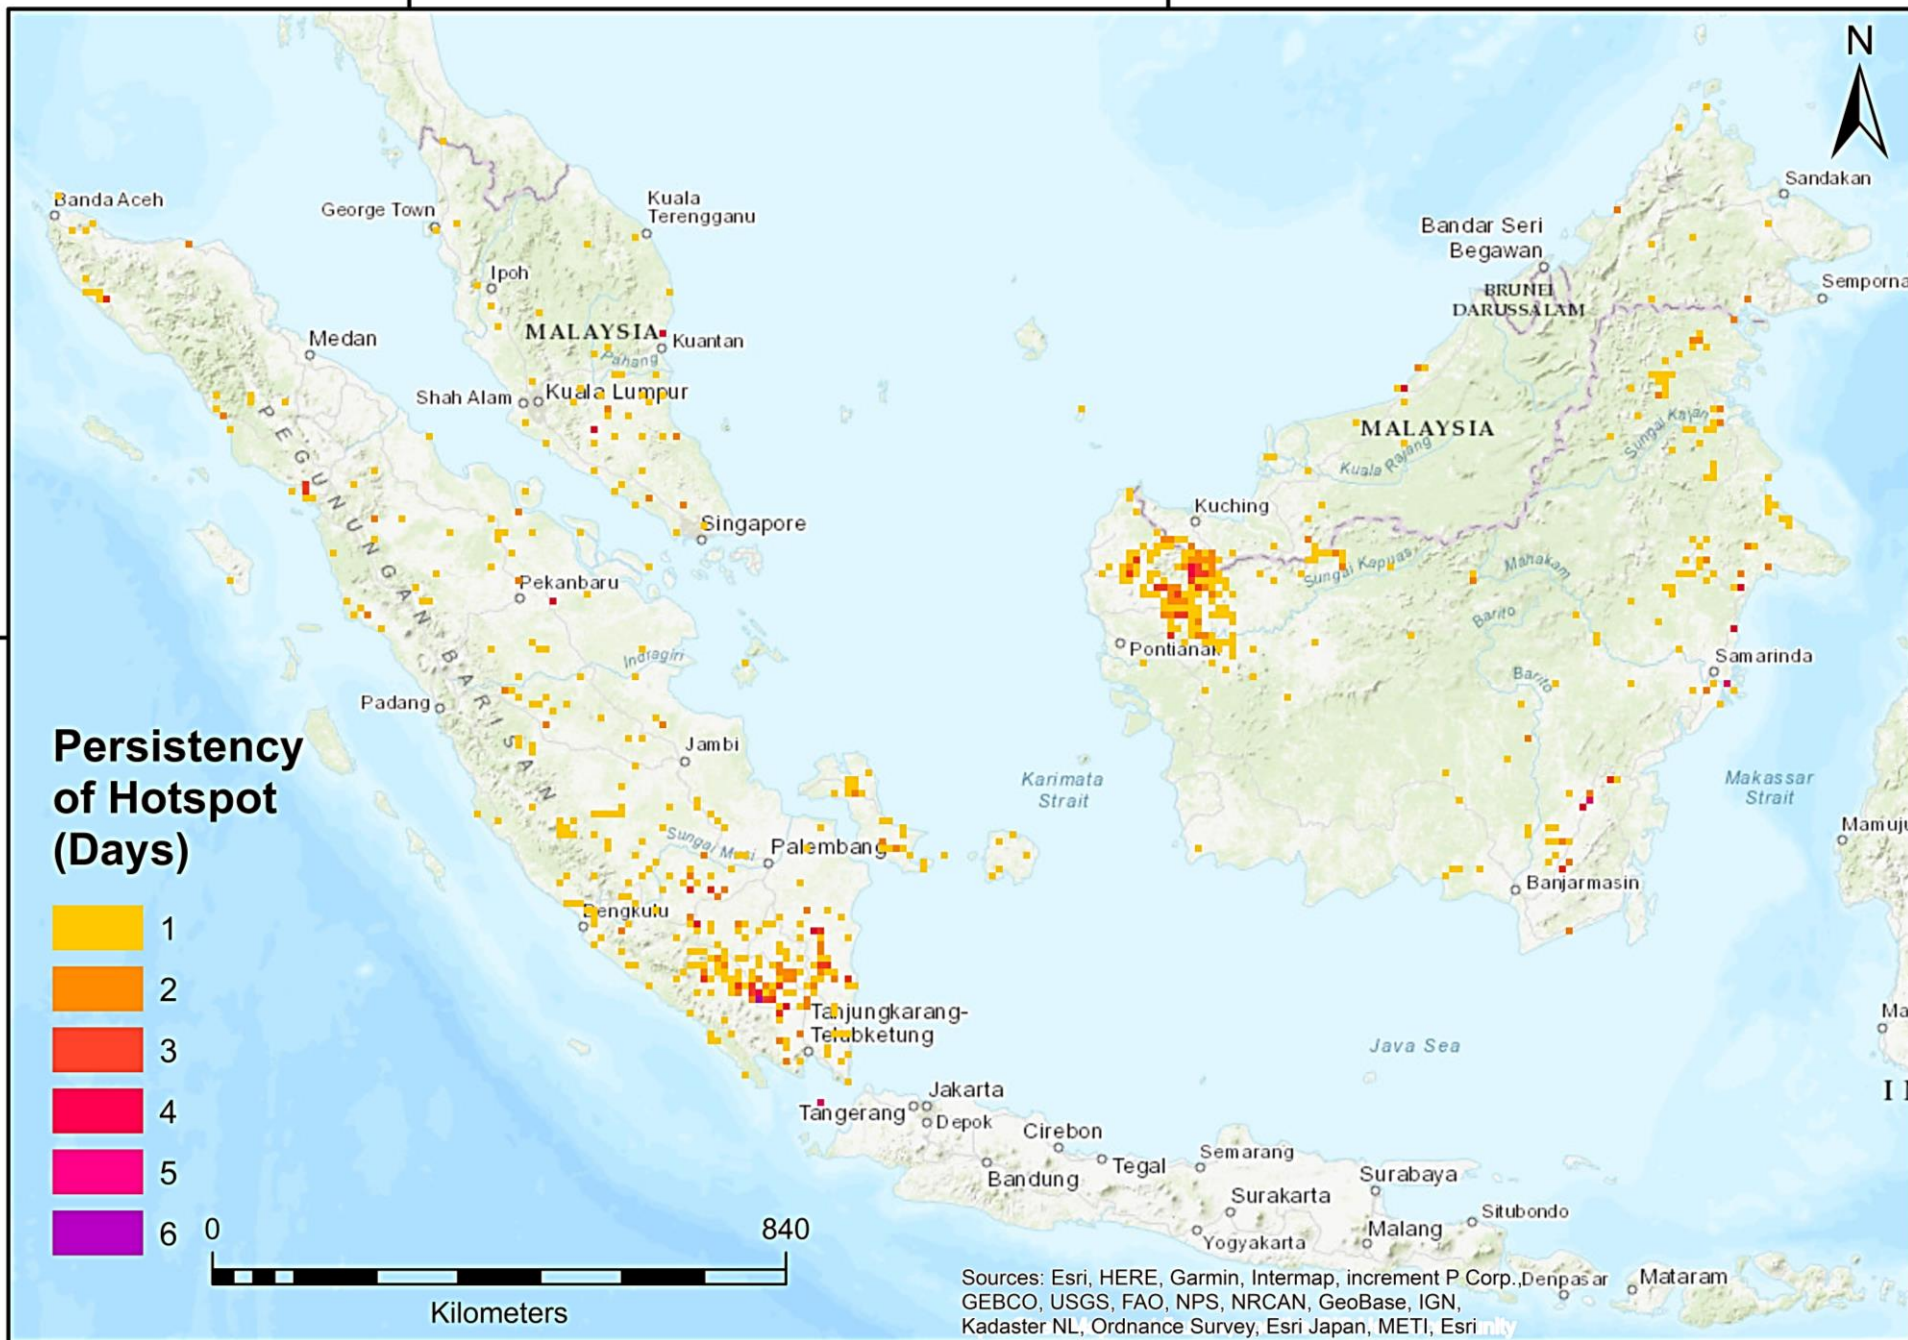 N
Banda Aceh
George Town
Kuala
Terengganu
Sandakan
Bandar Seri
Begawan
Ipoh
BRUNEI
DARUSSALAM
Semporna
Medan
MALAYSIA
Kuantan
Pahang
Shah Alam
Kuala Lumpur
MALAYSIA
Sungai Kajan
Kuala Rajang
PEGUNUNGAN BARISAN
Kuching
Singapore
Sungai Kapuas
Mahakam
Pekanbaru
Barito
Pontianak
Indragiri
Samarinda
Barito
Padang
Jambi
Persistency
of Hotspot
(Days)
Karimata
Strait
Makassar
Strait
Mamuju
Sungai Musi
Palembang
Banjarmasin
Bengkulu
1
2
3
4
5
6
Tanjungkarang-
Telubketung
Ma
Java Sea
Jakarta
Tangerang
Depok
Cirebon
Tegal
Semarang
Bandung
Surabaya
Surakarta
Situbondo
Malang
Yogyakarta
0
840
Kilometers
Denpasar
Mataram
Sources: Esri, HERE, Garmin, Intermap, increment P Corp.,
GEBCO, USGS, FAO, NPS, NRCAN, GeoBase, IGN,
Kadaster NL, Ordnance Survey, Esri Japan, METI, Esri